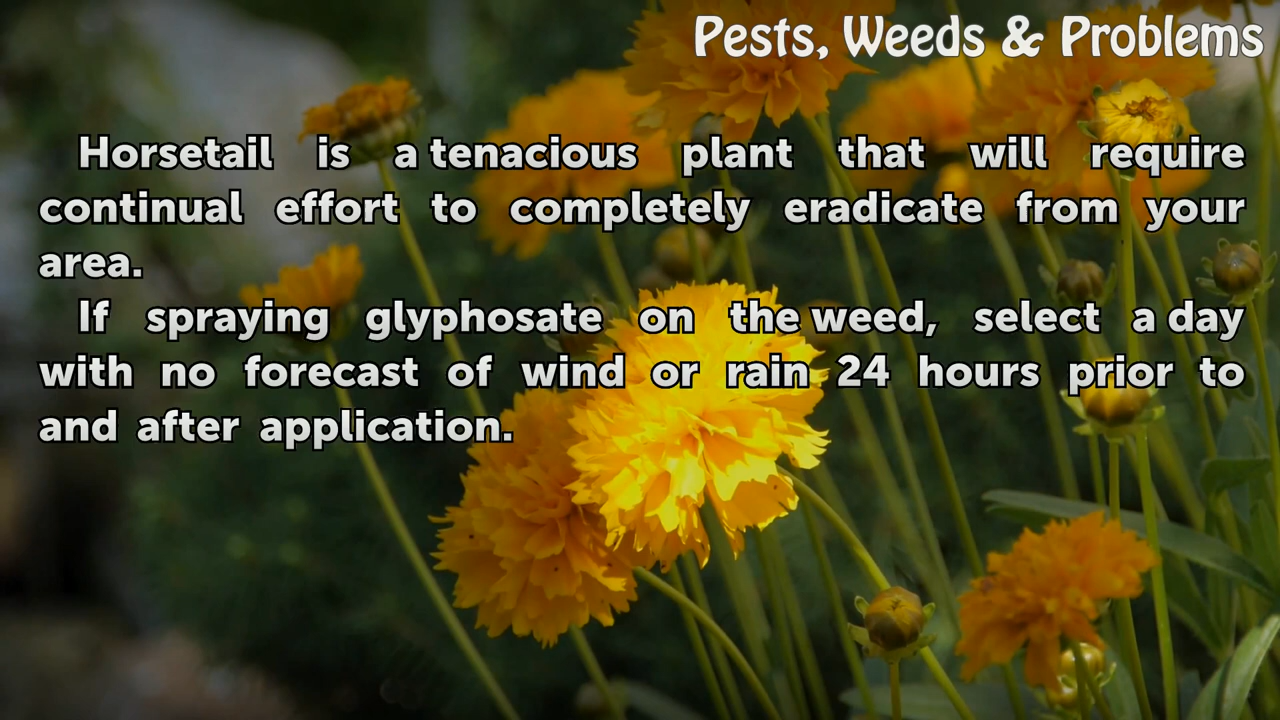 Pests, Weeds & Problems
Horsetail is a tenacious plant that will require
continual effort to completely eradicate from your
area.
If spraying glyphosate on the weed, select a day
with no forecast of wind or rain 24 hours prior to
and after application.